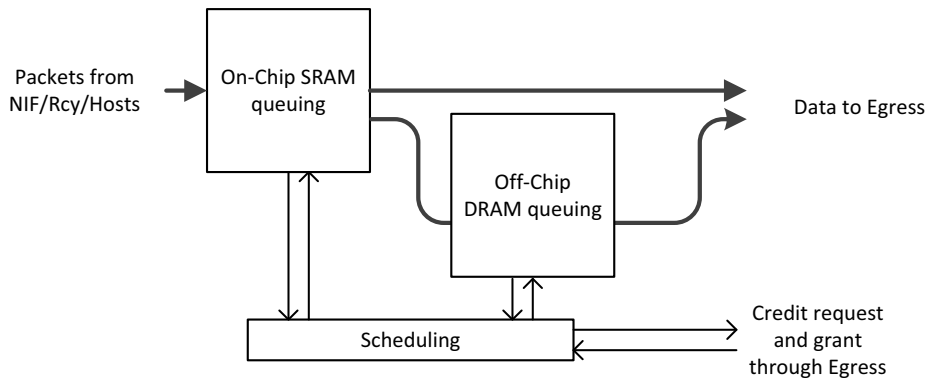 Packets from
NIF/Rcy/Hosts
On-Chip SRAM
queuing
Data to Egress
Off-Chip
DRAM queuing
Scheduling
Credit request
and grant
through Egress